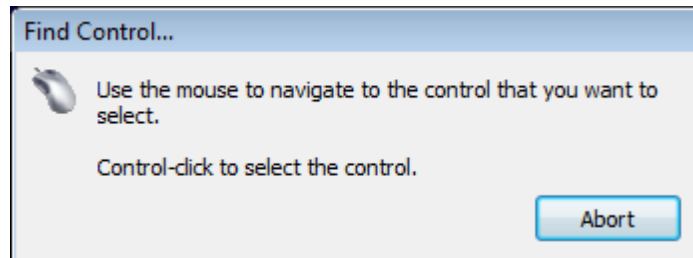 Find Control...
Use the mouse to navigate to the control that you want to
select.
Control-click to select the control.
Abort